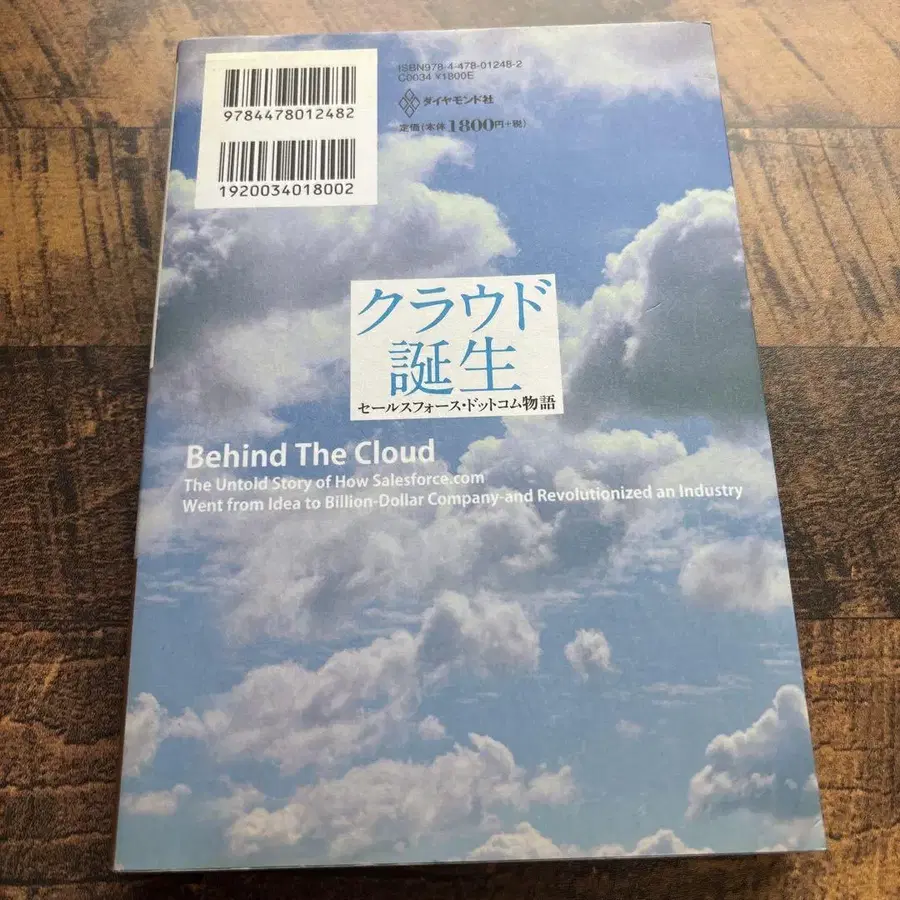 9784478012482
1920034018002
ISBN978-4-478-01248-2
C0034 ¥1800E
ダイヤモンド社
定価(本体1800円+税)
クラウド
誕生
セールスフォース・ドットコム物語
Behind The Cloud
The Untold Story of How Salesforce.com
Went from Idea to Billion-Dollar Company-and Revolutionized an Industry